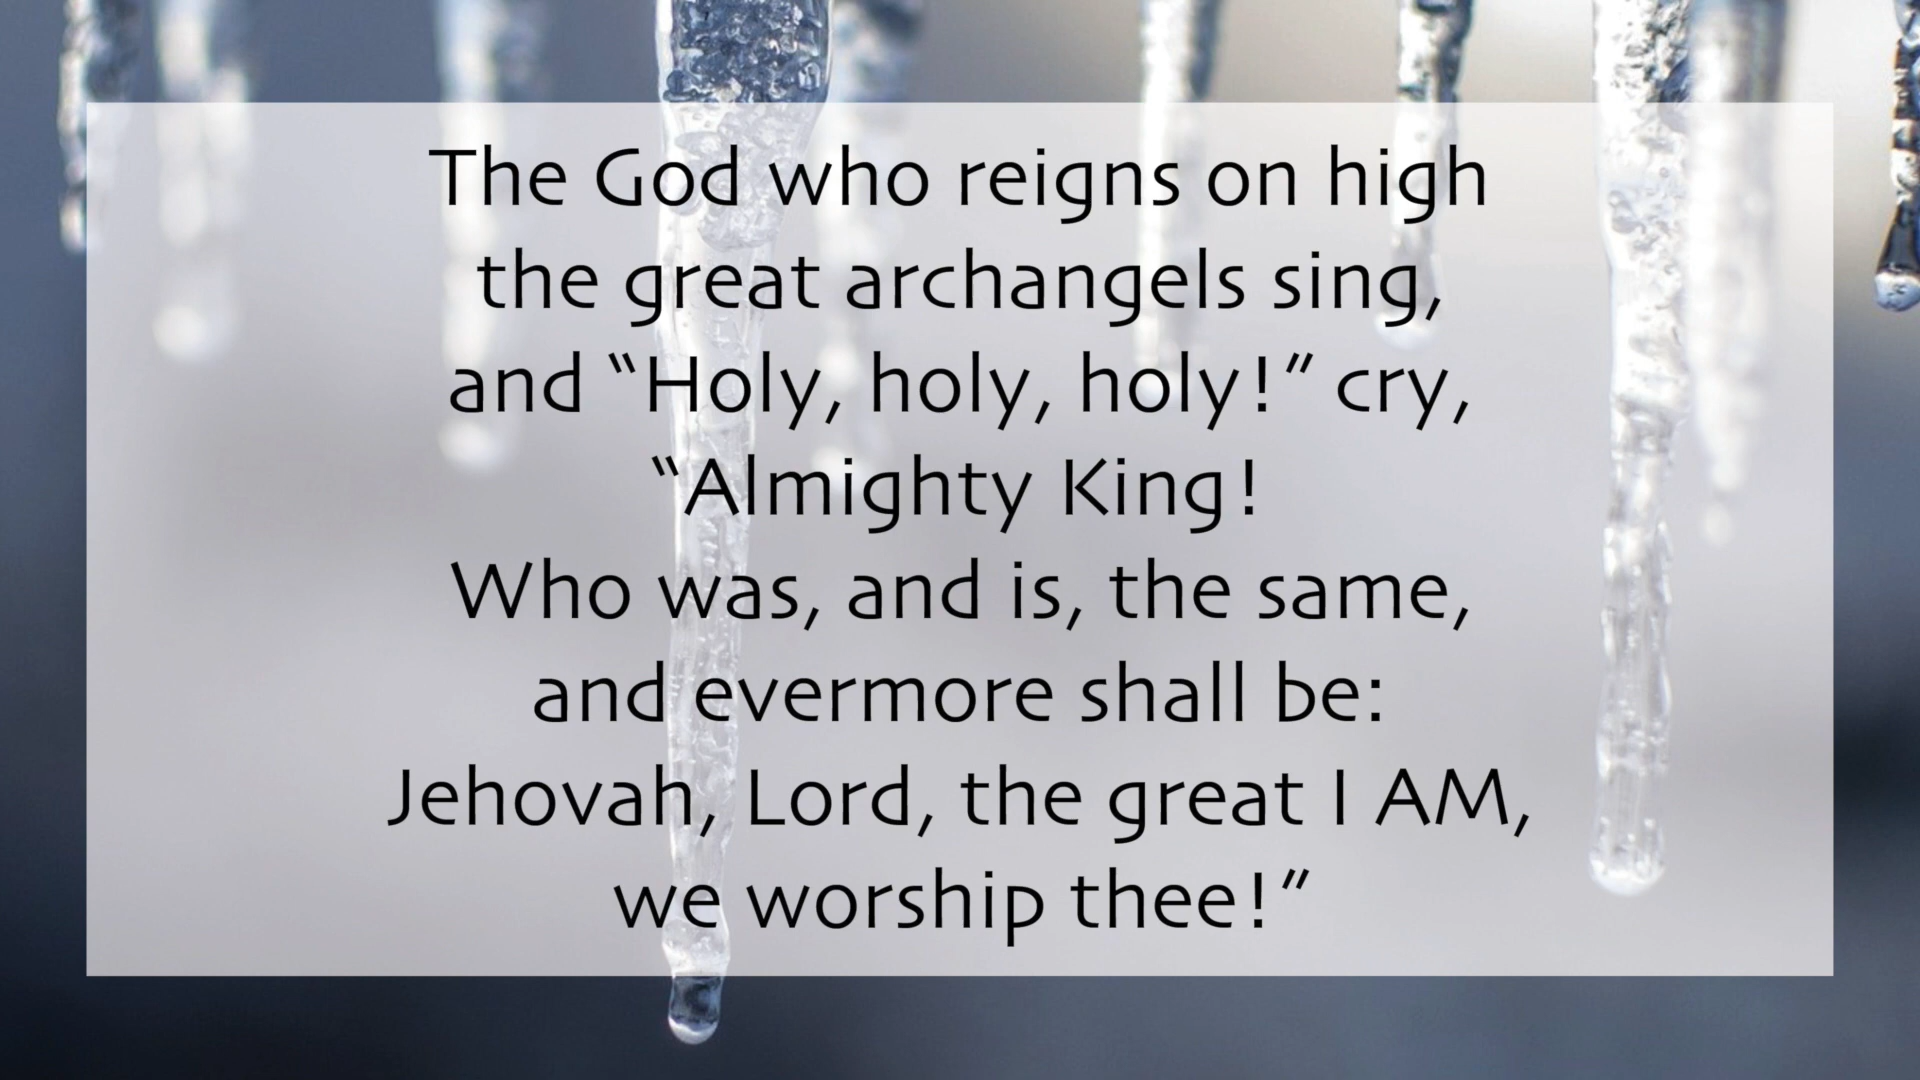 The God who reigns on high
the great archangels sing,
and “Holy, holy, holy!” cry,
“Almighty King!
Who was, and is, the same,
and evermore shall be:
Jehovah, Lord, the great I AM,
we worship thee!”